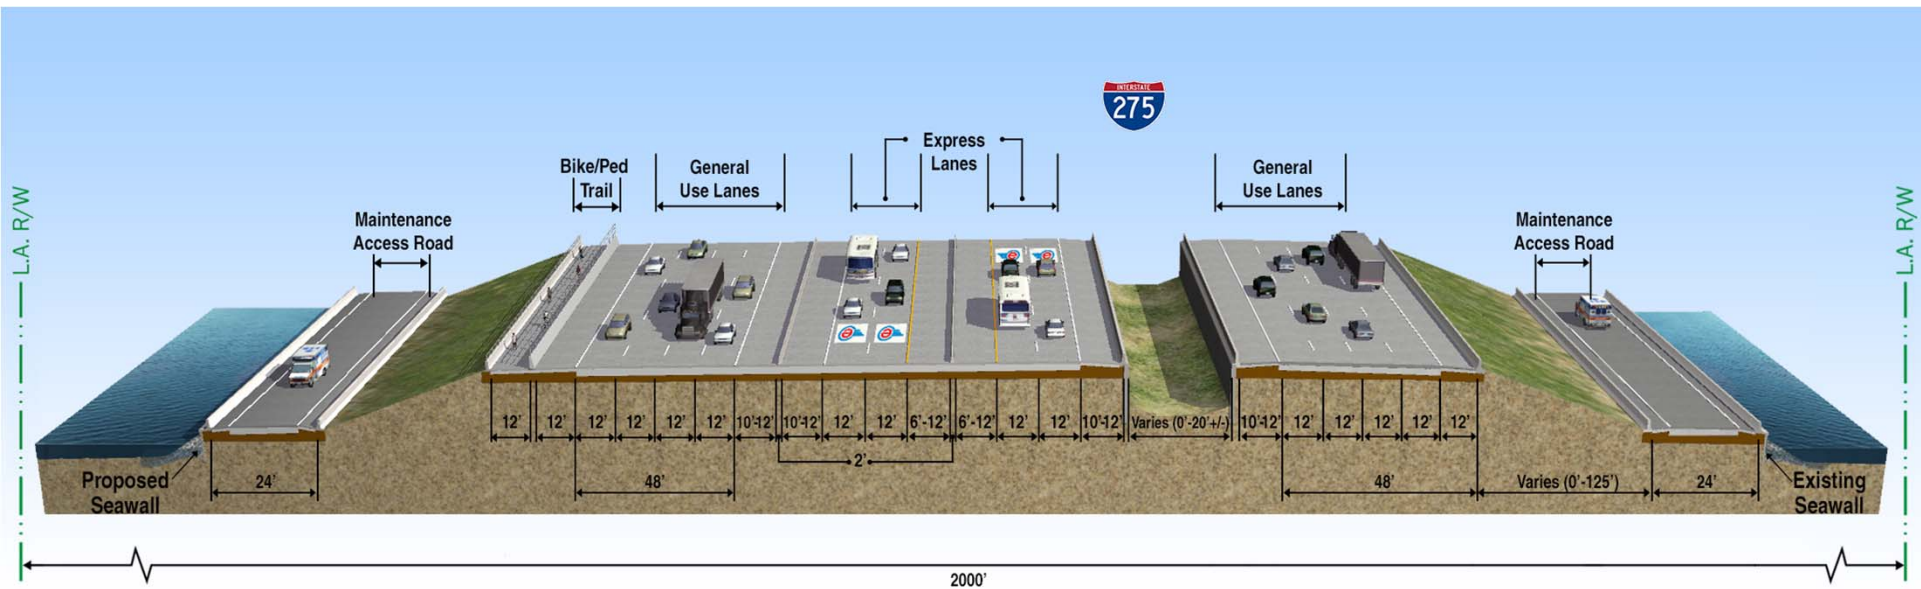 INTERSTATE
275
Express
Lanes
Bike/Ped
Trail
General
Use Lanes
General
Use Lanes
Maintenance
Access Road
Maintenance
Access Road
L.A. R/W
L.A. R/W
12' 12' 12' 12' 12' 12' 10'-12' 10'-12' 12' 12' 6'-12' 6'-12' 12' 12' 10'-12' Varies (0'-20'+/-) 10'-12' 12' 12' 12' 12' 12'
2'
Proposed
Seawall
24' 48' 48' Varies (0'-125') 24'
Existing
Seawall
2000'